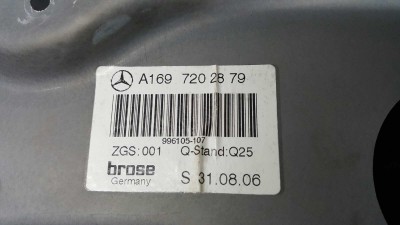 A169 720 28 79
996105-107
ZGS:001 Q-Stand:Q25
brose
Germany
S 31.08.06